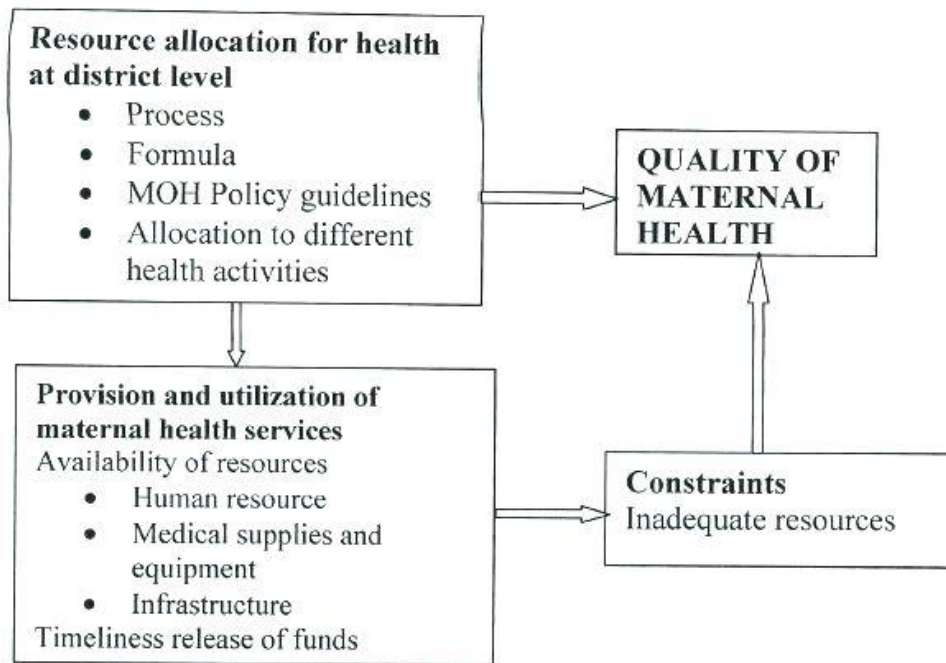 Resource allocation for health
at district level
• Process
• Formula
• MOH Policy guidelines
• Allocation to different
health activities
QUALITY OF
MATERNAL
HEALTH
Provision and utilization of
maternal health services
Availability of resources
• Human resource
• Medical supplies and
equipment
• Infrastructure
Timeliness release of funds
Constraints
Inadequate resources